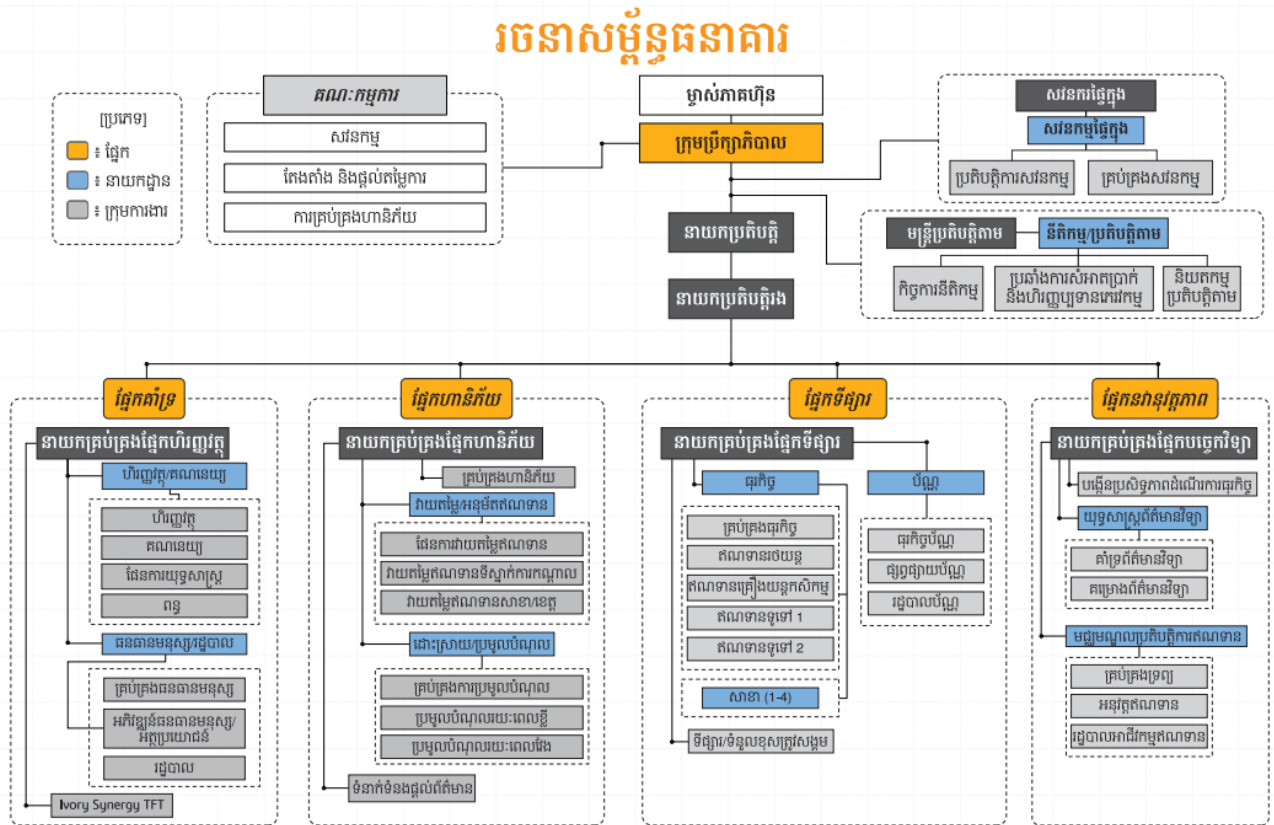 រចនាសម្ព័ន្ធធនាគារ
[ប្រភេទ]
៖ ផ្នែក
៖ នាយកដ្ឋាន
៖ ក្រុមការងារ
គណៈកម្មការ
សវនកម្ម
តែងតាំង និងផ្តល់តម្លៃការ
ការគ្រប់គ្រងហានិភ័យ
ម្ចាស់ភាគហ៊ុន
ក្រុមប្រឹក្សាភិបាល
នាយកប្រតិបត្តិ
នាយកប្រតិបត្តិរង
សវនករផ្ទៃក្នុង
សវនកម្មផ្ទៃក្នុង
ប្រតិបត្តិការសវនកម្ម
គ្រប់គ្រងសវនកម្ម
មន្ត្រីប្រតិបត្តិតាម
នីតិកម្ម/ប្រតិបត្តិតាម
កិច្ចការនីតិកម្ម
ប្រឆាំងការសំអាតប្រាក់
និងហិរញ្ញប្បទានភេរវកម្ម
និយតកម្ម
ប្រតិបត្តិតាម
ផ្នែកគាំទ្រ
នាយកគ្រប់គ្រងផ្នែកហិរញ្ញវត្ថុ
ហិរញ្ញវត្ថុ/គណនេយ្យ
ហិរញ្ញវត្ថុ
គណនេយ្យ
ផែនការយុទ្ធសាស្ត្រ
ពន្ធ
ធនធានមនុស្ស/រដ្ឋបាល
គ្រប់គ្រងធនធានមនុស្ស
អភិវឌ្ឍន៍ធនធានមនុស្ស/
អត្ថប្រយោជន៍
រដ្ឋបាល
Ivory Synergy TFT
ផ្នែកហានិភ័យ
នាយកគ្រប់គ្រងផ្នែកហានិភ័យ
គ្រប់គ្រងហានិភ័យ
វាយតម្លៃ/អនុម័តឥណទាន
ផែនការវាយតម្លៃឥណទាន
វាយតម្លៃឥណទានទីស្នាក់ការកណ្តាល
វាយតម្លៃឥណទានសាខា/ខេត្ត
ដោះស្រាយ/ប្រមូលបំណុល
គ្រប់គ្រងការប្រមូលបំណុល
ប្រមូលបំណុលរយៈពេលខ្លី
ប្រមូលបំណុលរយៈពេលវែង
ទំនាក់ទំនងផ្តល់ព័ត៌មាន
ផ្នែកទីផ្សារ
នាយកគ្រប់គ្រងផ្នែកទីផ្សារ
ធុរកិច្ច
គ្រប់គ្រងធុរកិច្ច
ឥណទានរថយន្ត
ឥណទានគ្រឿងយន្តកសិកម្ម
ឥណទានទូទៅ 1
ឥណទានទូទៅ 2
សាខា (1-4)
ទីផ្សារ/ទំនួលខុសត្រូវសង្គម
ប័ណ្ណ
ធុរកិច្ចប័ណ្ណ
ផ្សព្វផ្សាយប័ណ្ណ
រដ្ឋបាលប័ណ្ណ
ផ្នែកនវានុវត្តភាព
នាយកគ្រប់គ្រងផ្នែកបច្ចេកវិទ្យា
បង្កើនប្រសិទ្ធភាពដំណើរការធុរកិច្ច
យុទ្ធសាស្ត្រព័ត៌មានវិទ្យា
គាំទ្រព័ត៌មានវិទ្យា
គម្រោងព័ត៌មានវិទ្យា
មជ្ឈមណ្ឌលប្រតិបត្តិការឥណទាន
គ្រប់គ្រងទ្រព្យ
អនុវត្តឥណទាន
រដ្ឋបាលអាជីវកម្មឥណទាន